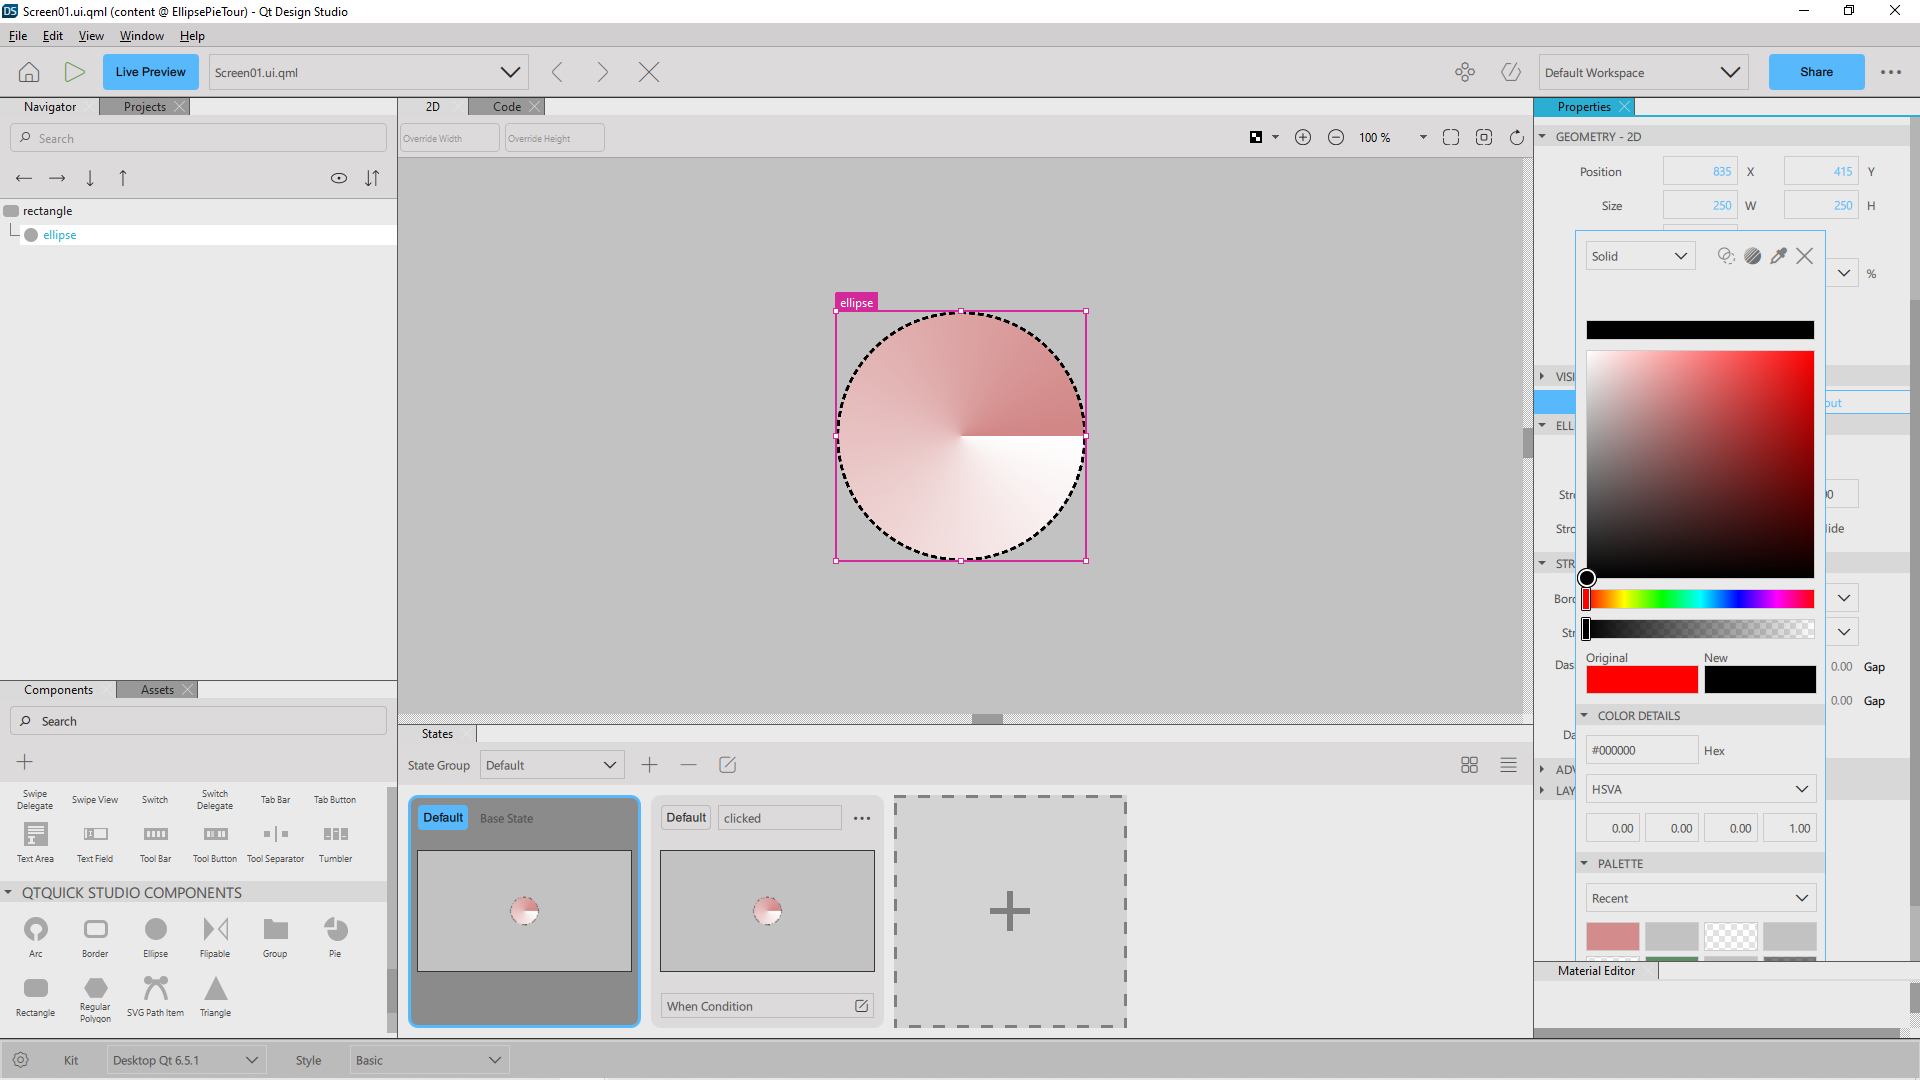 DS Screen01.ui.qml (content @ EllipsePieTour) - Qt Design Studio
File Edit View Window Help
Live Preview
Screen01.ui.qml
Default Workspace
Share
Navigator
Projects
Search
rectangle
ellipse
Components
Assets
Search
Swipe Delegate
Swipe View
Switch
Switch Delegate
Tab Bar
Tab Button
Text Area
Text Field
Tool Bar
Tool Button
Tool Separator
Tumbler
QTQUICK STUDIO COMPONENTS
Arc
Border
Ellipse
Flipable
Group
Pie
Rectangle
Regular Polygon
SVG Path Item
Triangle
2D
Code
Override Width
Override Height
100 %
ellipse
States
State Group
Default
Default
Base State
Default
clicked
When Condition
Properties
GEOMETRY - 2D
Position 835 X 415 Y
Size 250 W 250 H
%
VISI
out
ELL
Stro
00
Stro
lide
STR
Bord
Str
Das
0.00 Gap
0.00 Gap
Da
ADV
LAY
Solid
Original
New
COLOR DETAILS
#000000 Hex
HSVA
0.00 0.00 0.00 1.00
PALETTE
Recent
Material Editor
Kit
Desktop Qt 6.5.1
Style
Basic